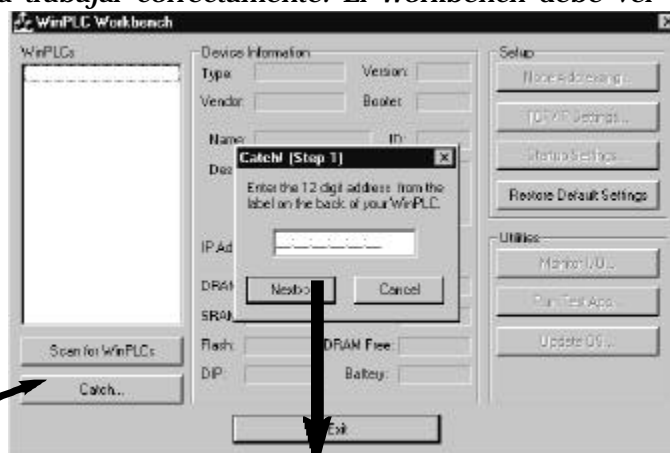 trabajar correctamente. El Workbench debe ver
WinPLC Workbench
WinPLCs
Scan for WinPLCs
Catch...
Device Information
Type:
Version:
Vendor:
Booter:
Name:
ID:
Des
IP Ad
DRAM
SRAM
Flash:
DRAM Free:
DIP:
Battery:
Catch! (Step 1)
Enter the 12 digit address from the
label on the back of your WinPLC.
Next>>
Cancel
Setup
Node Addressing...
TCP/IP Settings...
Startup Settings...
Restore Default Settings
Utilities
Monitor I/O...
Run Test App...
Update OS...
Exit